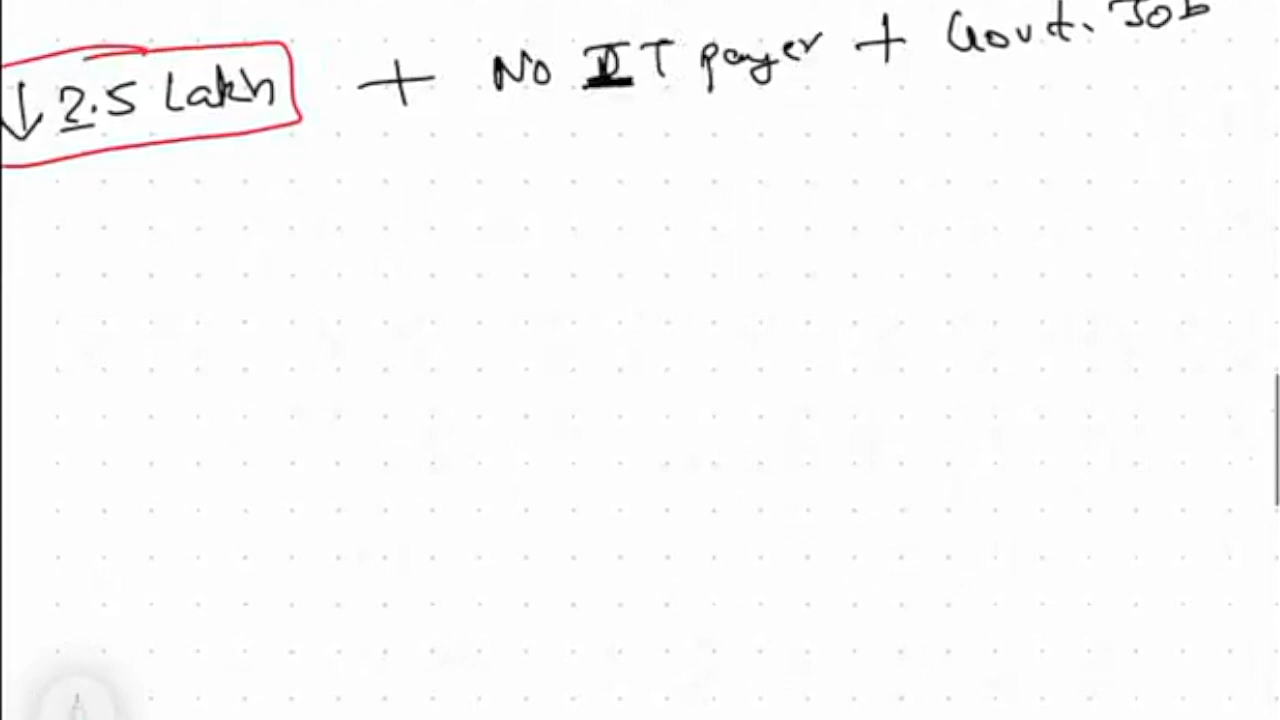 ↓ 2.5 Lakh + No IT payer + Govt. Job